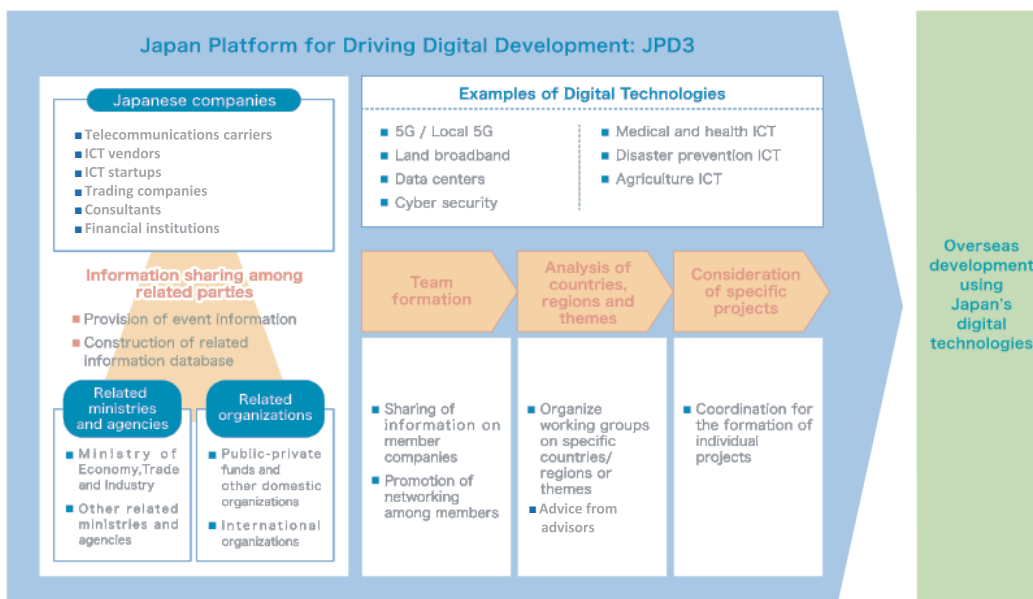 Japan Platform for Driving Digital Development: JPD3
Japanese companies
Telecommunications carriers
ICT vendors
ICT startups
Trading companies
Consultants
Financial institutions
Information sharing among
related parties
Provision of event information
Construction of related
information database
Related
ministries
and agencies
Ministry of
Economy,Trade
and Industry
Other related
ministries and
agencies
Related
organizations
Public-private
funds and
other domestic
organizations
International
organizations
Examples of Digital Technologies
5G / Local 5G
Land broadband
Data centers
Cyber security
Medical and health ICT
Disaster prevention ICT
Agriculture ICT
Team
formation
Sharing of
information on
member
companies
Promotion of
networking
among members
Analysis of
countries,
regions and
themes
Organize
working groups
on specific
countries/
regions or
themes
Advice from
advisors
Consideration
of specific
projects
Coordination for
the formation of
individual
projects
Overseas
development
using
Japan's
digital
technologies